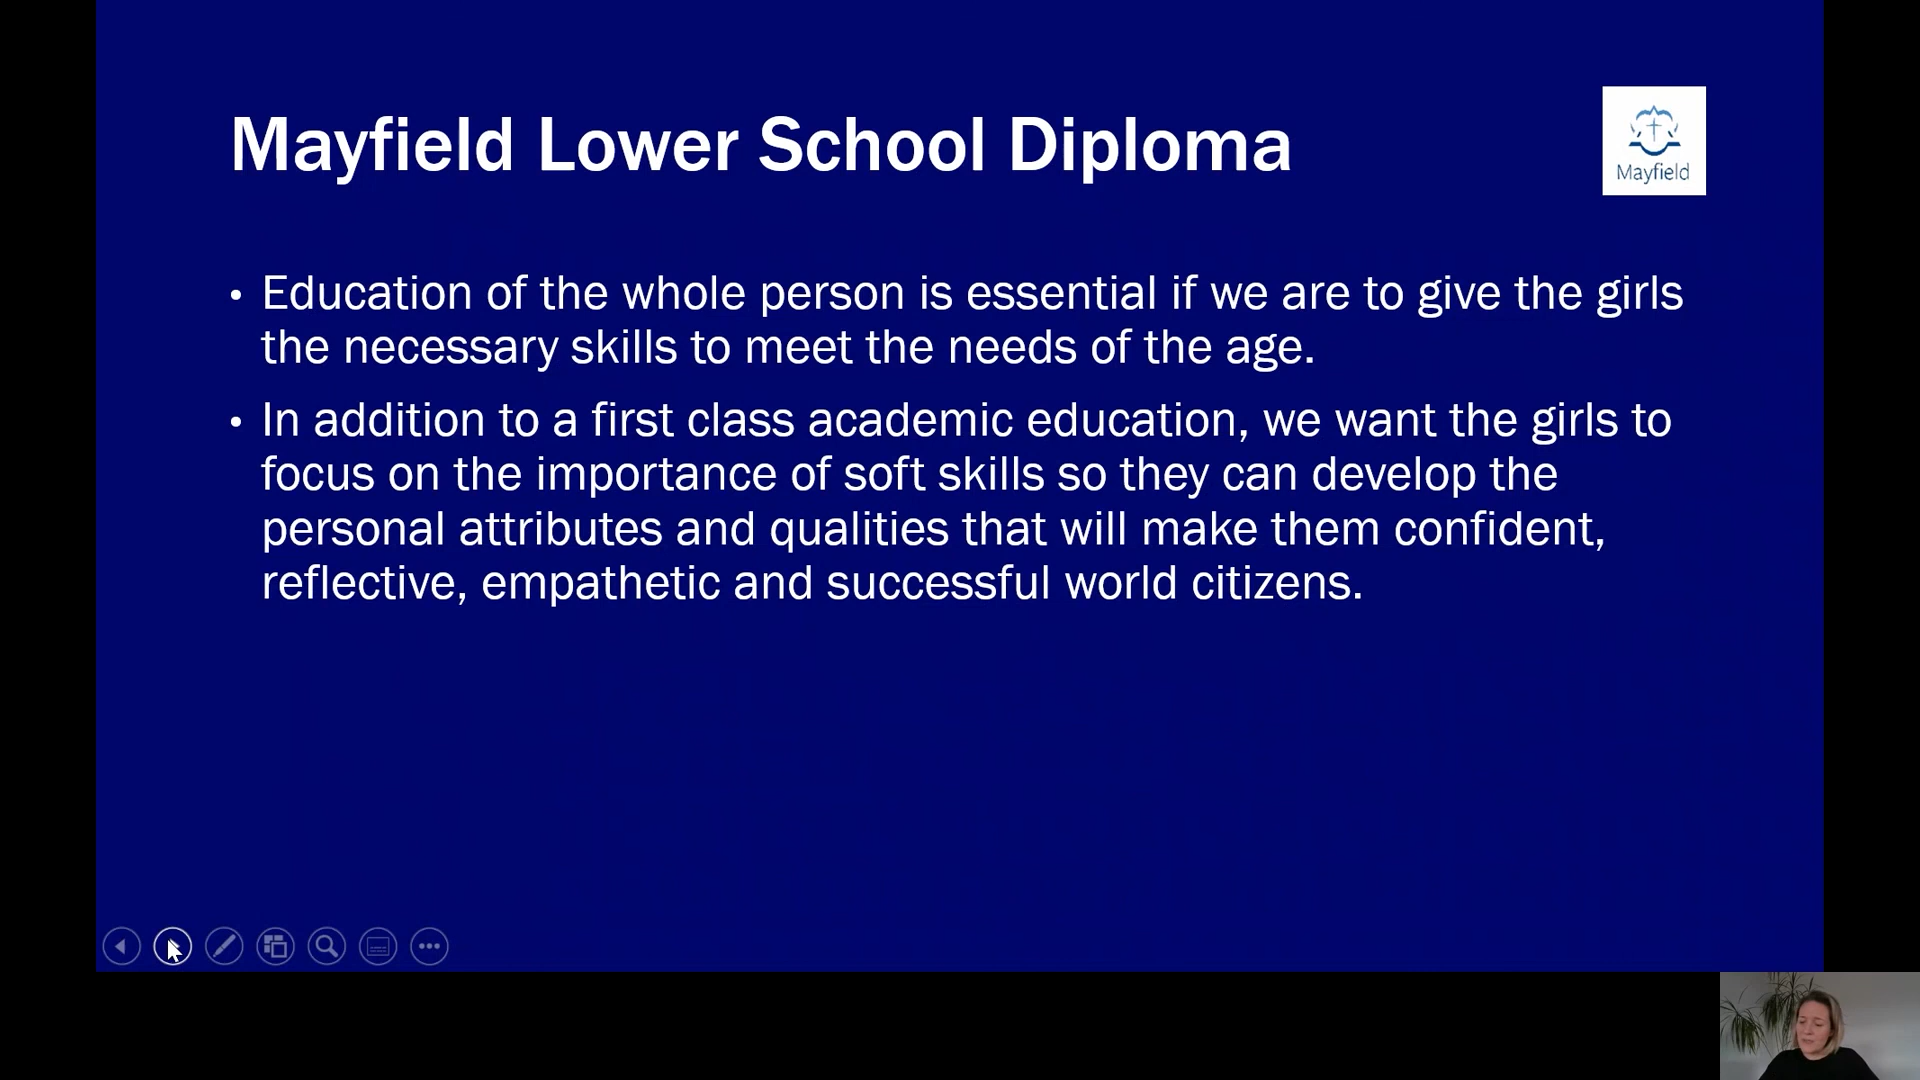 Mayfield Lower School Diploma
Mayfield
• Education of the whole person is essential if we are to give the girls
the necessary skills to meet the needs of the age.
• In addition to a first class academic education, we want the girls to
focus on the importance of soft skills so they can develop the
personal attributes and qualities that will make them confident,
reflective, empathetic and successful world citizens.